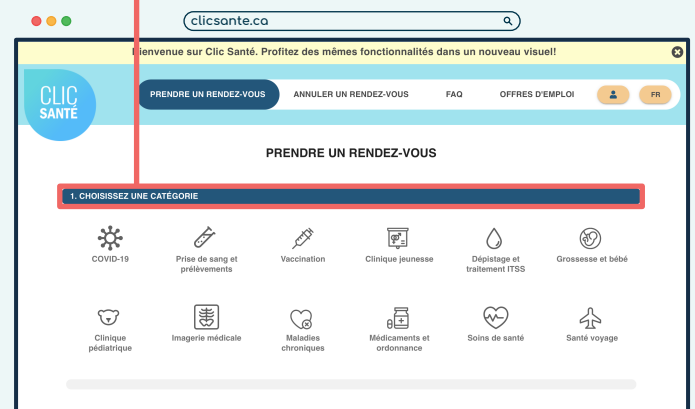 clicsante.ca
Bienvenue sur Clic Santé. Profitez des mêmes fonctionnalités dans un nouveau visuel!
CLIC
SANTÉ
PRENDRE UN RENDEZ-VOUS
ANNULER UN RENDEZ-VOUS
FAQ
OFFRES D'EMPLOI
FR
PRENDRE UN RENDEZ-VOUS
1. CHOISISSEZ UNE CATÉGORIE
COVID-19
Prise de sang et
prélèvements
Vaccination
Clinique jeunesse
Dépistage et
traitement ITSS
Grossesse et bébé
Clinique
pédiatrique
Imagerie médicale
Maladies
chroniques
Médicaments et
ordonnance
Soins de santé
Santé voyage